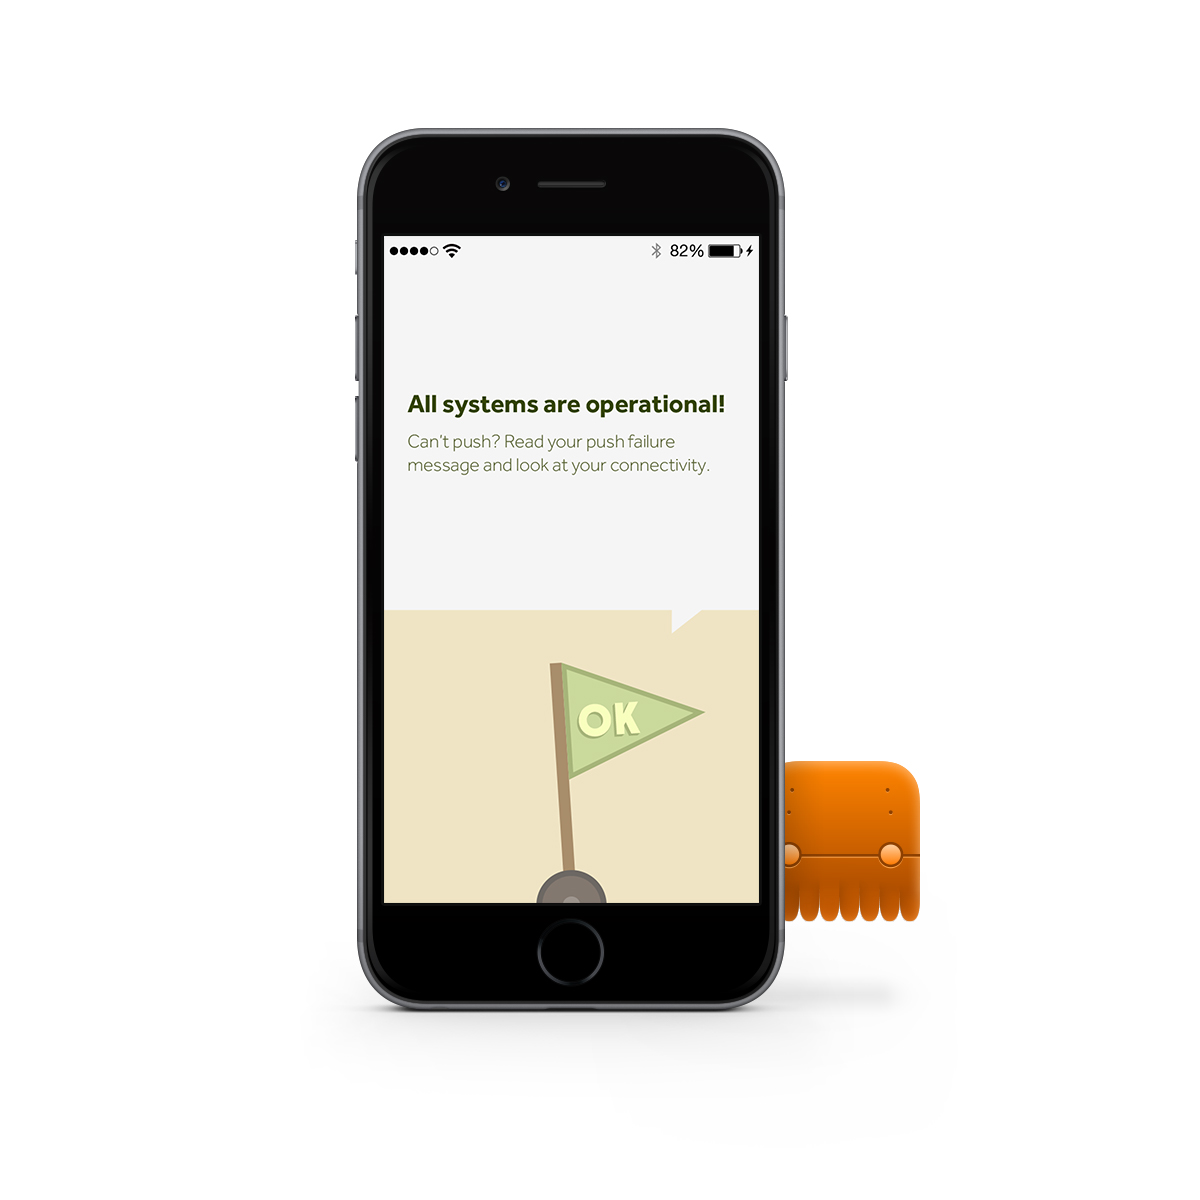 82%
All systems are operational!
Can't push? Read your push failure
message and look at your connectivity.
OK